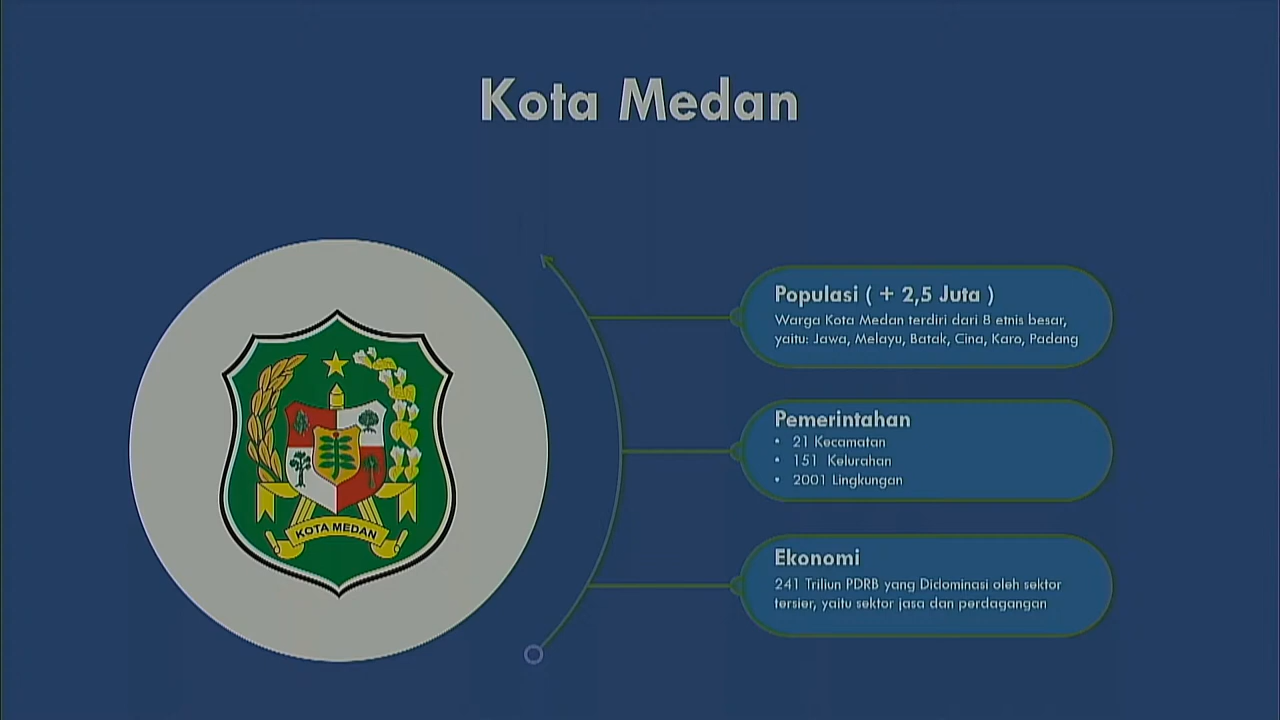 Kota Medan
KOTA MEDAN
Populasi ( + 2,5 Juta )
Warga Kota Medan terdiri dari 8 etnis besar,
yaitu: Jawa, Melayu, Batak, Cina, Karo, Padang
Pemerintahan
• 21 Kecamatan
• 151 Kelurahan
• 2001 Lingkungan
Ekonomi
241 Triliun PDRB yang Didominasi oleh sektor
tersier, yaitu sektor jasa dan perdagangan